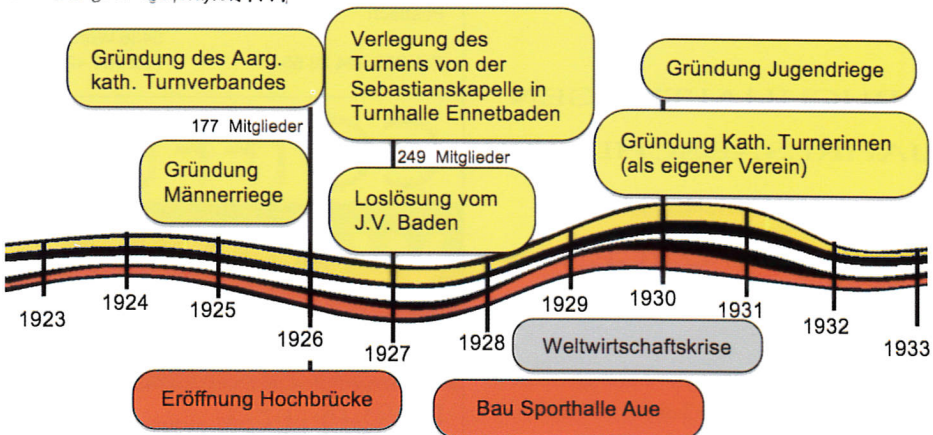 Gründung des Aarg.
kath. Turnverbandes
177 Mitglieder
Gründung
Männerriege
Verlegung des
Turnens von der
Sebastianskapelle in
Turnhalle Ennetbaden
249 Mitglieder
Loslösung vom
J.V. Baden
Gründung Jugendriege
Gründung Kath. Turnerinnen
(als eigener Verein)
1923
1924
1925
1926
1927
1928
1929
1930
1931
1932
1933
Weltwirtschaftskrise
Eröffnung Hochbrücke
Bau Sporthalle Aue